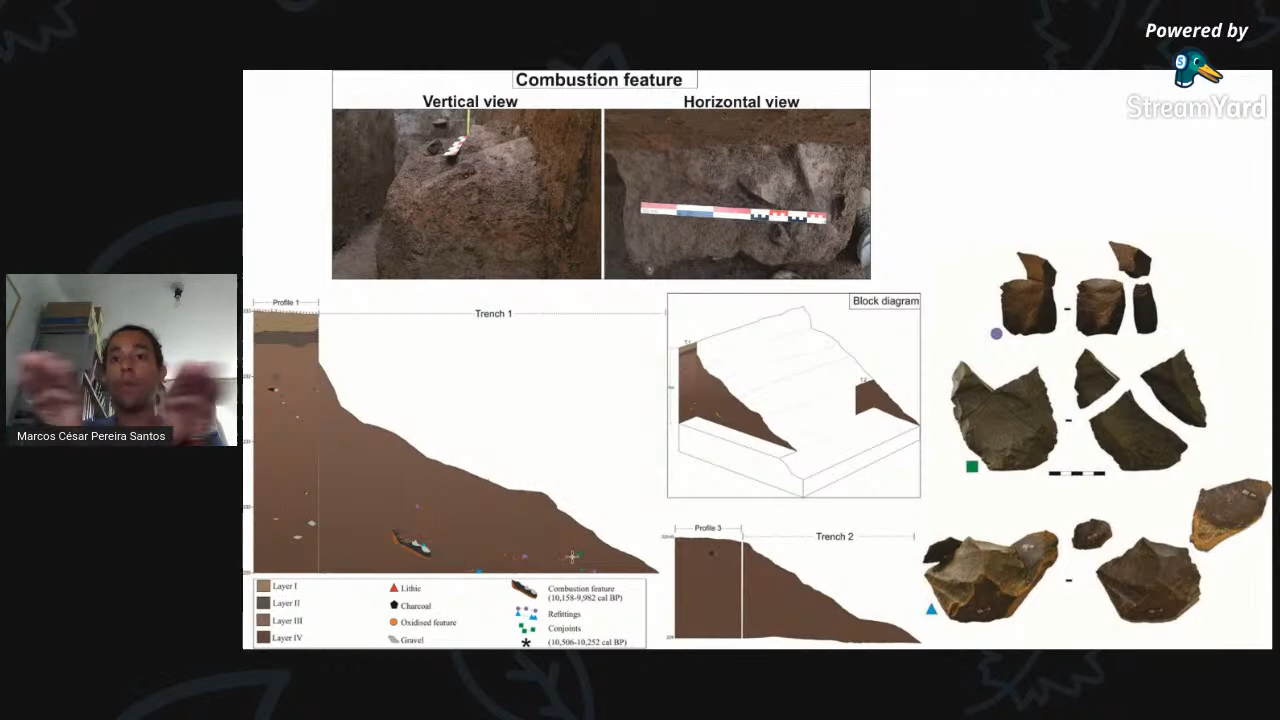 Powered by
StreamYard
Combustion feature
Vertical view
Horizontal view
Profile 1
Trench 1
Block diagram
T1
T2
Profile 3
Trench 2
Layer I
Layer II
Layer III
Layer IV
Lithic
Charcoal
Oxidised feature
Gravel
Combustion feature
(10,158-9,982 cal BP)
Refittings
Conjoints
(10,506-10,252 cal BP)
Marcos César Pereira Santos